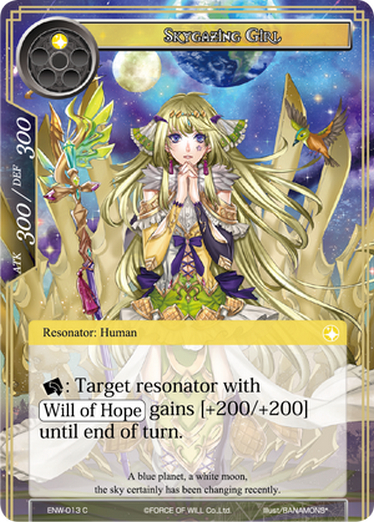 Skygazing Girl
ATK 300 / DEF 300
Resonator: Human
: Target resonator with
Will of Hope gains [+200/+200]
until end of turn.
A blue planet, a white moon,
the sky certainly has been changing recently.
ENW-013 C ©FORCE OF WILL Co.,Ltd. Illust/BANAMONS*